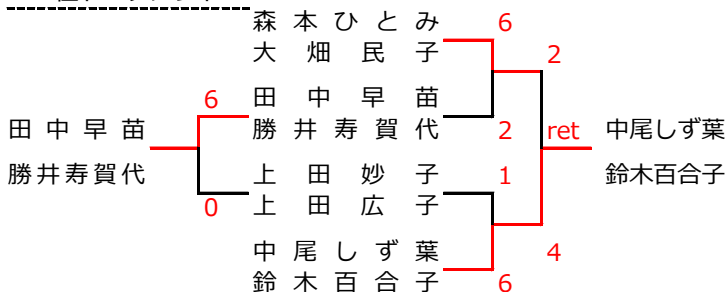 森本ひとみ 6
大畑民子 2
6 田中早苗
田中早苗 勝井寿賀代 2 ret 中尾しず葉
勝井寿賀代 上田妙子 1 鈴木百合子
0 上田広子
中尾しず葉 4
鈴木百合子 6